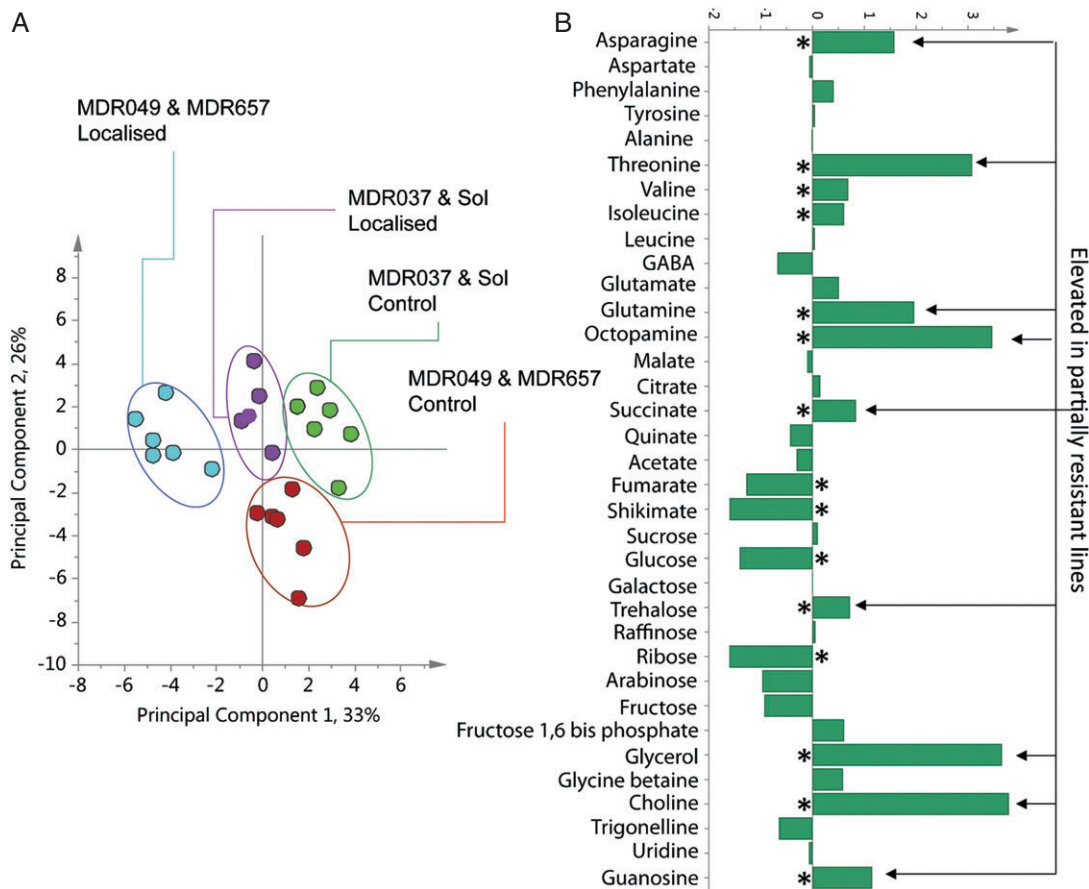 A
MDR049 & MDR657
Localised
MDR037 & Sol
Localised
MDR037 & Sol
Control
MDR049 & MDR657
Control
Principal Component 2, 26%
8
6
4
2
0
-2
-4
-6
-8
-10
-8 -6 -4 -2 0 2 4 6
Principal Component 1, 33%
B
-2 -1 0 1 2 3
Asparagine *
Aspartate
Phenylalanine
Tyrosine
Alanine
Threonine *
Valine *
Isoleucine *
Leucine
GABA
Glutamate
Glutamine *
Octopamine *
Malate
Citrate
Succinate *
Quinate
Acetate
Fumarate *
Shikimate *
Sucrose
Glucose *
Galactose
Trehalose *
Raffinose
Ribose *
Arabinose
Fructose
Fructose 1,6 bis phosphate
Glycerol *
Glycine betaine
Choline *
Trigonelline
Uridine
Guanosine *
Elevated in partially resistant lines